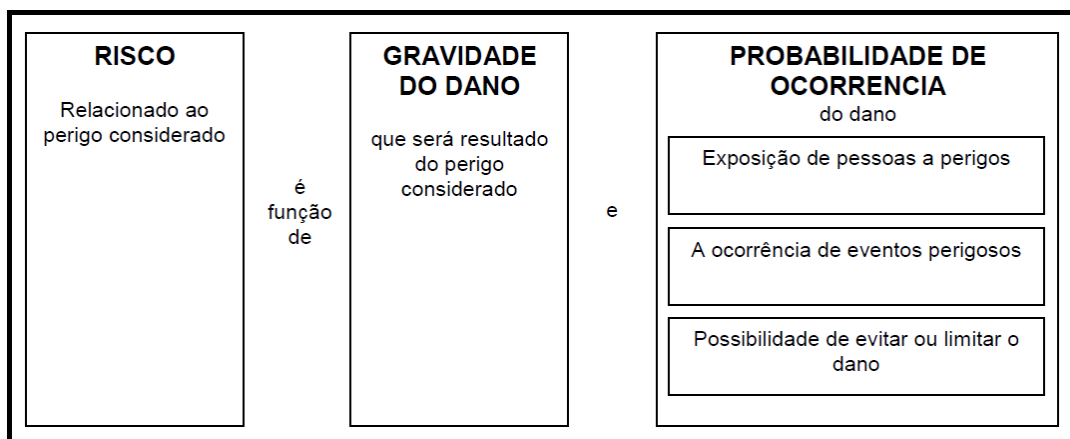 RISCO
Relacionado ao
perigo considerado
é
função
de
GRAVIDADE
DO DANO
que será resultado
do perigo
considerado
e
PROBABILIDADE DE
OCORRENCIA
do dano
Exposição de pessoas a perigos
A ocorrência de eventos perigosos
Possibilidade de evitar ou limitar o
dano